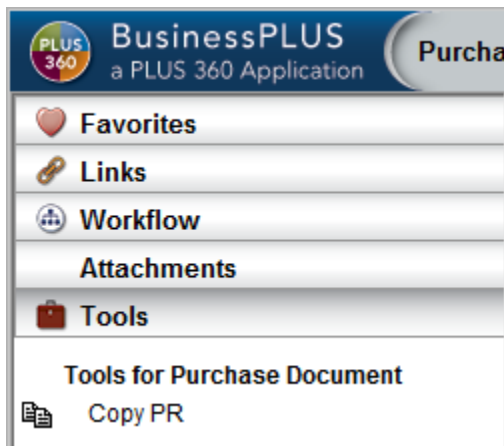 PLUS
360
BusinessPLUS
a PLUS 360 Application
Purcha
Favorites
Links
Workflow
Attachments
Tools
Tools for Purchase Document
Copy PR